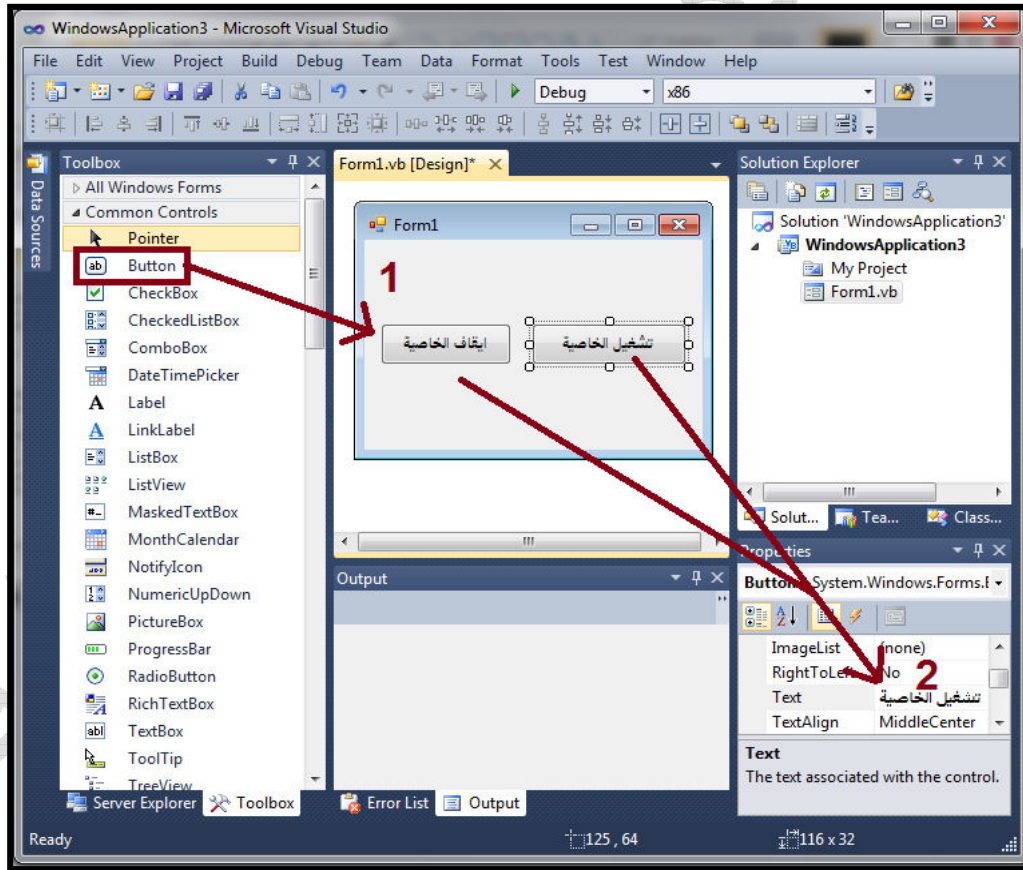 WindowsApplication3 - Microsoft Visual Studio
File Edit View Project Build Debug Team Data Format Tools Test Window Help
Debug x86
Data Sources
Toolbox
All Windows Forms
Common Controls
Pointer
Button
CheckBox
CheckedListBox
ComboBox
DateTimePicker
Label
LinkLabel
ListBox
ListView
MaskedTextBox
MonthCalendar
NotifyIcon
NumericUpDown
PictureBox
ProgressBar
RadioButton
RichTextBox
TextBox
ToolTip
TreeView
Server Explorer Toolbox
Form1.vb [Design]*
Form1
1
ايقاف الخاصية
تشغيل الخاصية
Output
Error List Output
Solution Explorer
Solution 'WindowsApplication3'
WindowsApplication3
My Project
Form1.vb
Solut... Tea... Class...
Properties
System.Windows.Forms.
ImageList (none)
RightToLeft No
2
Text تشغيل الخاصية
TextAlign MiddleCenter
Text
The text associated with the control.
Ready 125 , 64 116 x 32